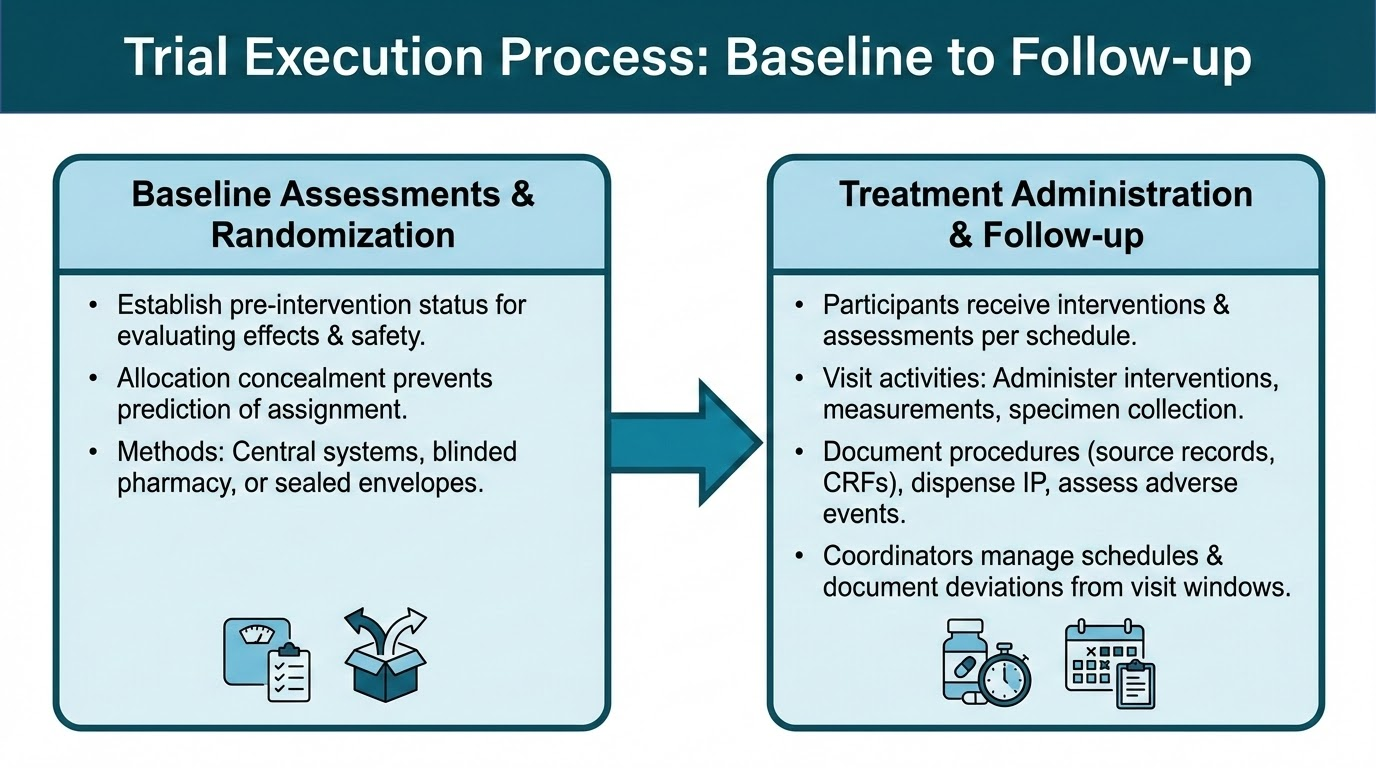 Trial Execution Process: Baseline to Follow-up
Baseline Assessments &
Randomization
• Establish pre-intervention status for
evaluating effects & safety.
• Allocation concealment prevents
prediction of assignment.
• Methods: Central systems, blinded
pharmacy, or sealed envelopes.
Treatment Administration
& Follow-up
• Participants receive interventions &
assessments per schedule.
• Visit activities: Administer interventions,
measurements, specimen collection.
• Document procedures (source records,
CRFs), dispense IP, assess adverse
events.
• Coordinators manage schedules &
document deviations from visit windows.